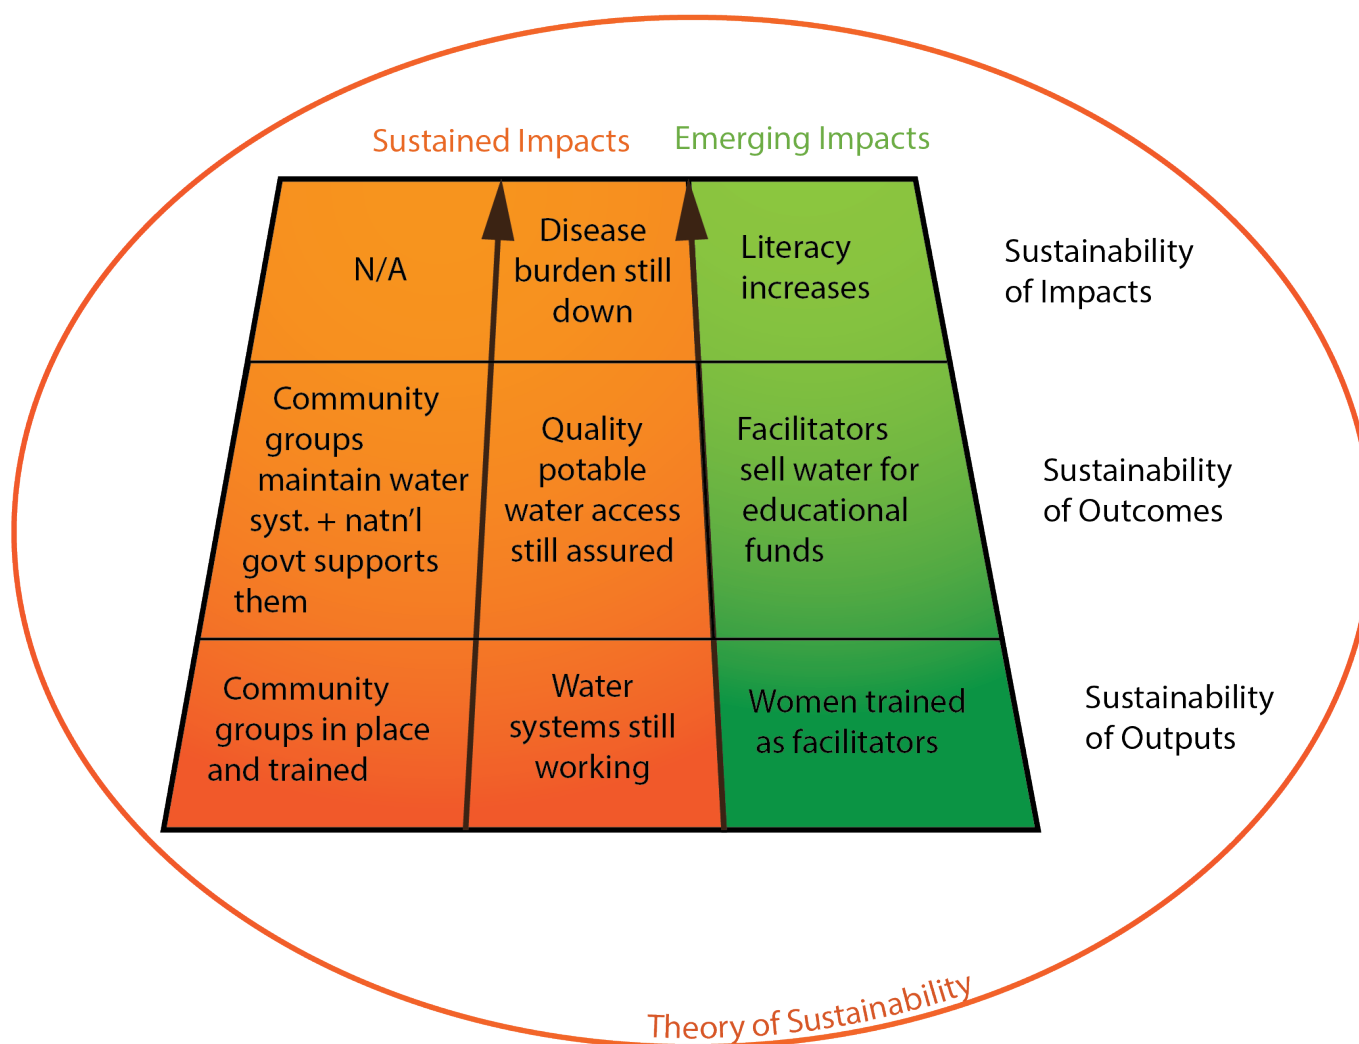 Sustained Impacts
Emerging Impacts
N/A
Disease
burden still
down
Literacy
increases
Sustainability
of Impacts
Community
groups
maintain water
syst. + natn'l
govt supports
them
Quality
potable
water access
still assured
Facilitators
sell water for
educational
funds
Sustainability
of Outcomes
Community
groups in place
and trained
Water
systems still
working
Women trained
as facilitators
Sustainability
of Outputs
Theory of Sustainability